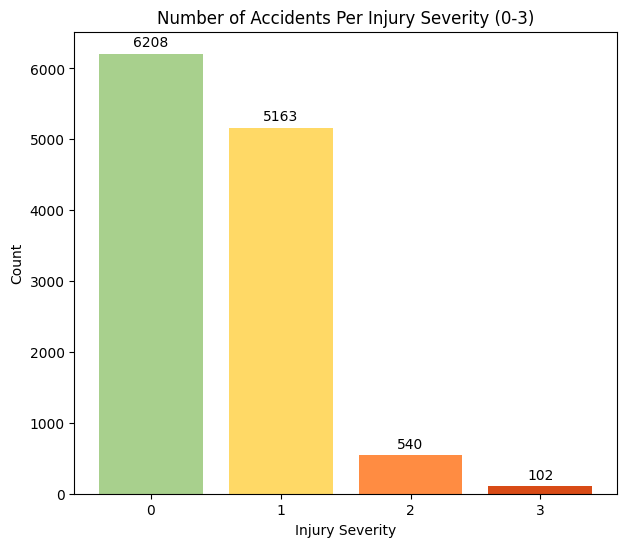 Number of Accidents Per Injury Severity (0-3)
6208
5163
540
102
6000
5000
4000
3000
2000
1000
0
Count
0 1 2 3
Injury Severity